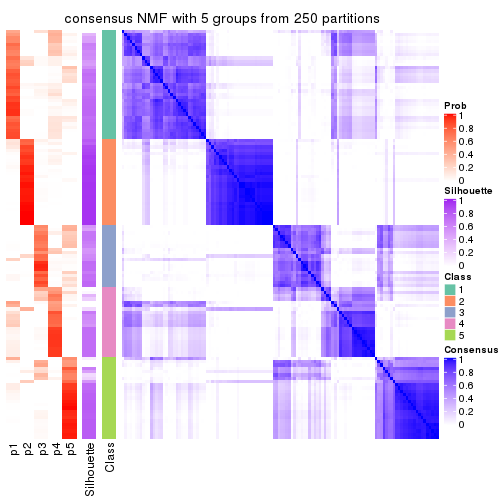 consensus NMF with 5 groups from 250 partitions
Prob
1
0.8
0.6
0.4
0.2
0
Silhouette
1
0.8
0.6
0.4
0.2
0
Class
1
2
3
4
5
Consensus
1
0.8
0.6
0.4
0.2
0
p1
p2
p3
p4
p5
Silhouette
Class